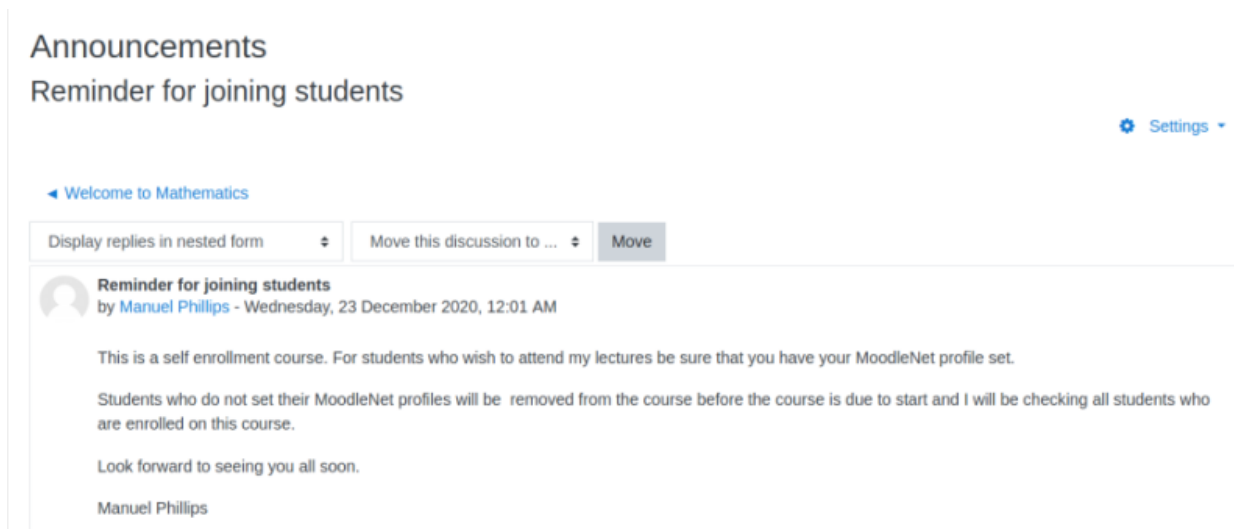 Announcements
Reminder for joining students
Settings
◄ Welcome to Mathematics
Display replies in nested form
Move this discussion to ...
Move
Reminder for joining students
by Manuel Phillips - Wednesday, 23 December 2020, 12:01 AM
This is a self enrollment course. For students who wish to attend my lectures be sure that you have your MoodleNet profile set.
Students who do not set their MoodleNet profiles will be  removed from the course before the course is due to start and I will be checking all students who
are enrolled on this course.
Look forward to seeing you all soon.
Manuel Phillips